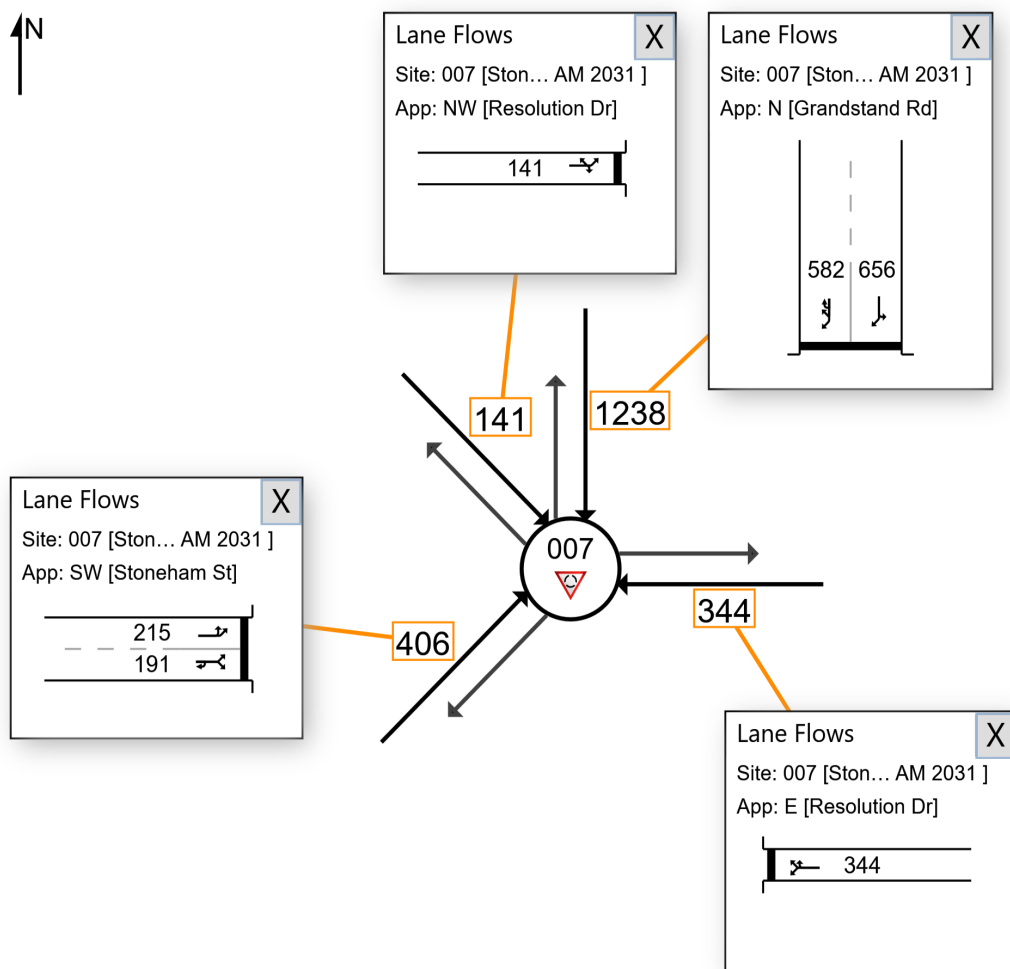 N
Lane Flows
X
Site: 007 [Ston... AM 2031 ]
App: NW [Resolution Dr]
141
Lane Flows
X
Site: 007 [Ston... AM 2031 ]
App: N [Grandstand Rd]
582 656
141
1238
Lane Flows
X
Site: 007 [Ston... AM 2031 ]
App: SW [Stoneham St]
215
191
007
406
344
Lane Flows
X
Site: 007 [Ston... AM 2031 ]
App: E [Resolution Dr]
344